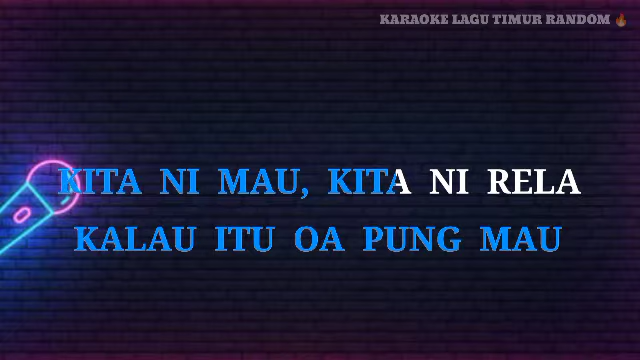 KARAOKE LAGU TIMUR RANDOM 🔥
KITA NI MAU, KITA NI RELA
KALAU ITU OA PUNG MAU